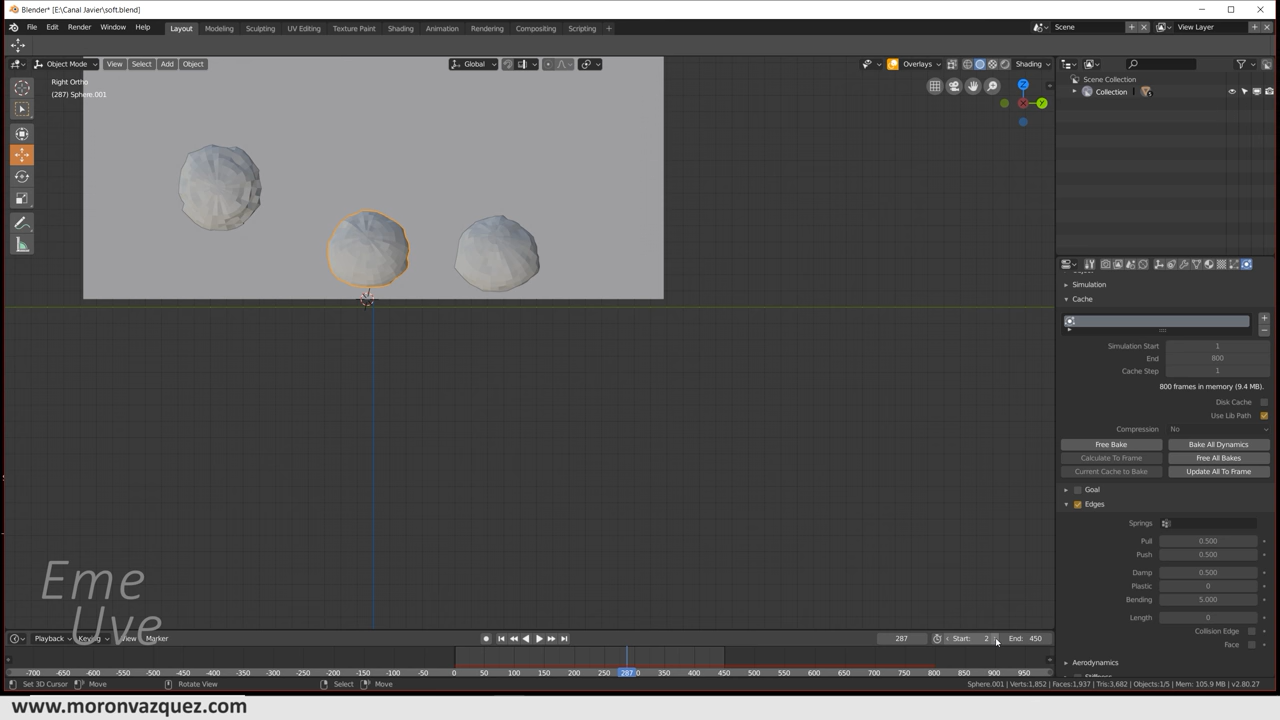 Blender* [E:\Canal Javier\soft.blend]
File Edit Render Window Help Layout Modeling Sculpting UV Editing Texture Paint Shading Animation Rendering Compositing Scripting + Scene View Layer
Object Mode View Select Add Object Global Overlays Shading
Right Ortho
(287) Sphere.001
Z
Y
Scene Collection
Collection
Simulation
Cache
Simulation Start 1
End 800
Cache Step 1
800 frames in memory (9.4 MB).
Disk Cache
Use Lib Path
Compression No
Free Bake Bake All Dynamics
Calculate To Frame Free All Bakes
Current Cache to Bake Update All To Frame
Goal
Edges
Springs
Pull 0.500
Push 0.500
Damp 0.500
Plastic 0
Bending 5.000
Length 0
Collision Edge
Face
Aerodynamics
Eme
Uve
Playback Keying Marker 287 Start: 2 End: 450
-700 -650 -600 -550 -500 -450 -400 -350 -300 -250 -200 -150 -100 -50 0 50 100 150 200 250 287 350 400 450 500 550 600 650 700 750 800 850 900 950
Set 3D Cursor Move Rotate View Select Move Sphere.001 | Verts:1,852 | Faces:1,937 | Tris:3,682 | Objects:1/5 | Mem: 105.9 MB | v2.80.27
www.moronvazquez.com